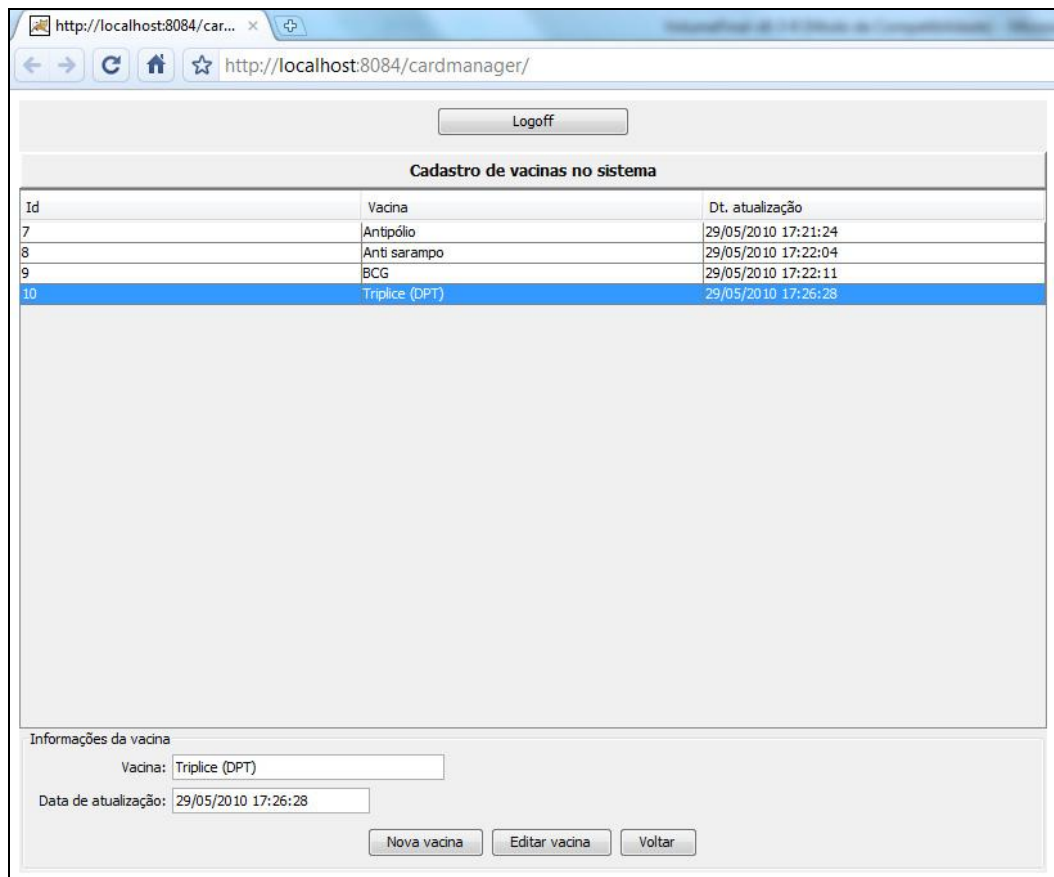 http://localhost:8084/car...
http://localhost:8084/cardmanager/
Logoff
Cadastro de vacinas no sistema
Id Vacina Dt. atualização
7 Antipólio 29/05/2010 17:21:24
8 Anti sarampo 29/05/2010 17:22:04
9 BCG 29/05/2010 17:22:11
10 Triplice (DPT) 29/05/2010 17:26:28
Informações da vacina
Vacina: Triplice (DPT)
Data de atualização: 29/05/2010 17:26:28
Nova vacina Editar vacina Voltar